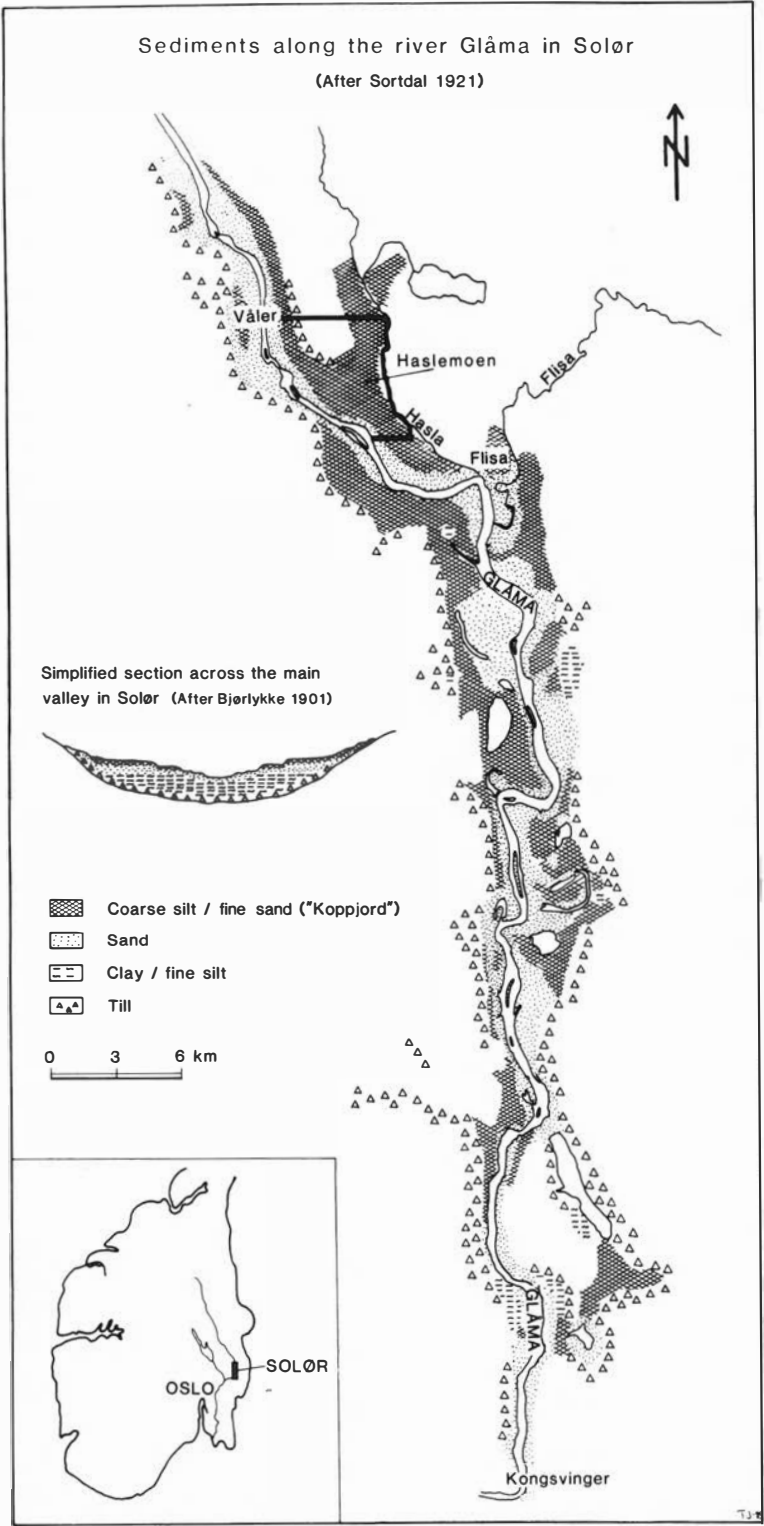 Sediments along the river Glåma in Solør
(After Sortdal 1921)
N
Våler
Haslemoen
Hasla
Flisa
Flisa
GLÅMA
Simplified section across the main
valley in Solør (After Bjørlykke 1901)
Coarse silt / fine sand ("Koppjord")
Sand
Clay / fine silt
Till
0 3 6 km
GLÅMA
SOLØR
OSLO
Kongsvinger